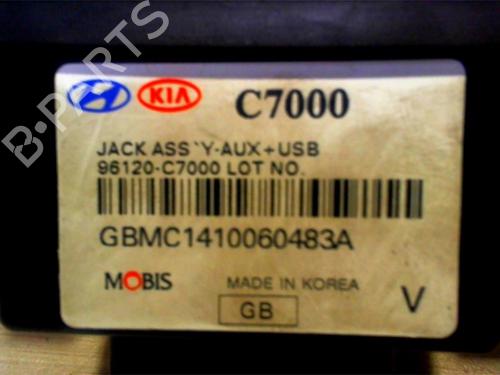 B-PARTS
KIA C7000
JACK ASS`Y-AUX+USB
96120-C7000 LOT NO.
GBMC1410060483A
MOBIS MADE IN KOREA
GB V